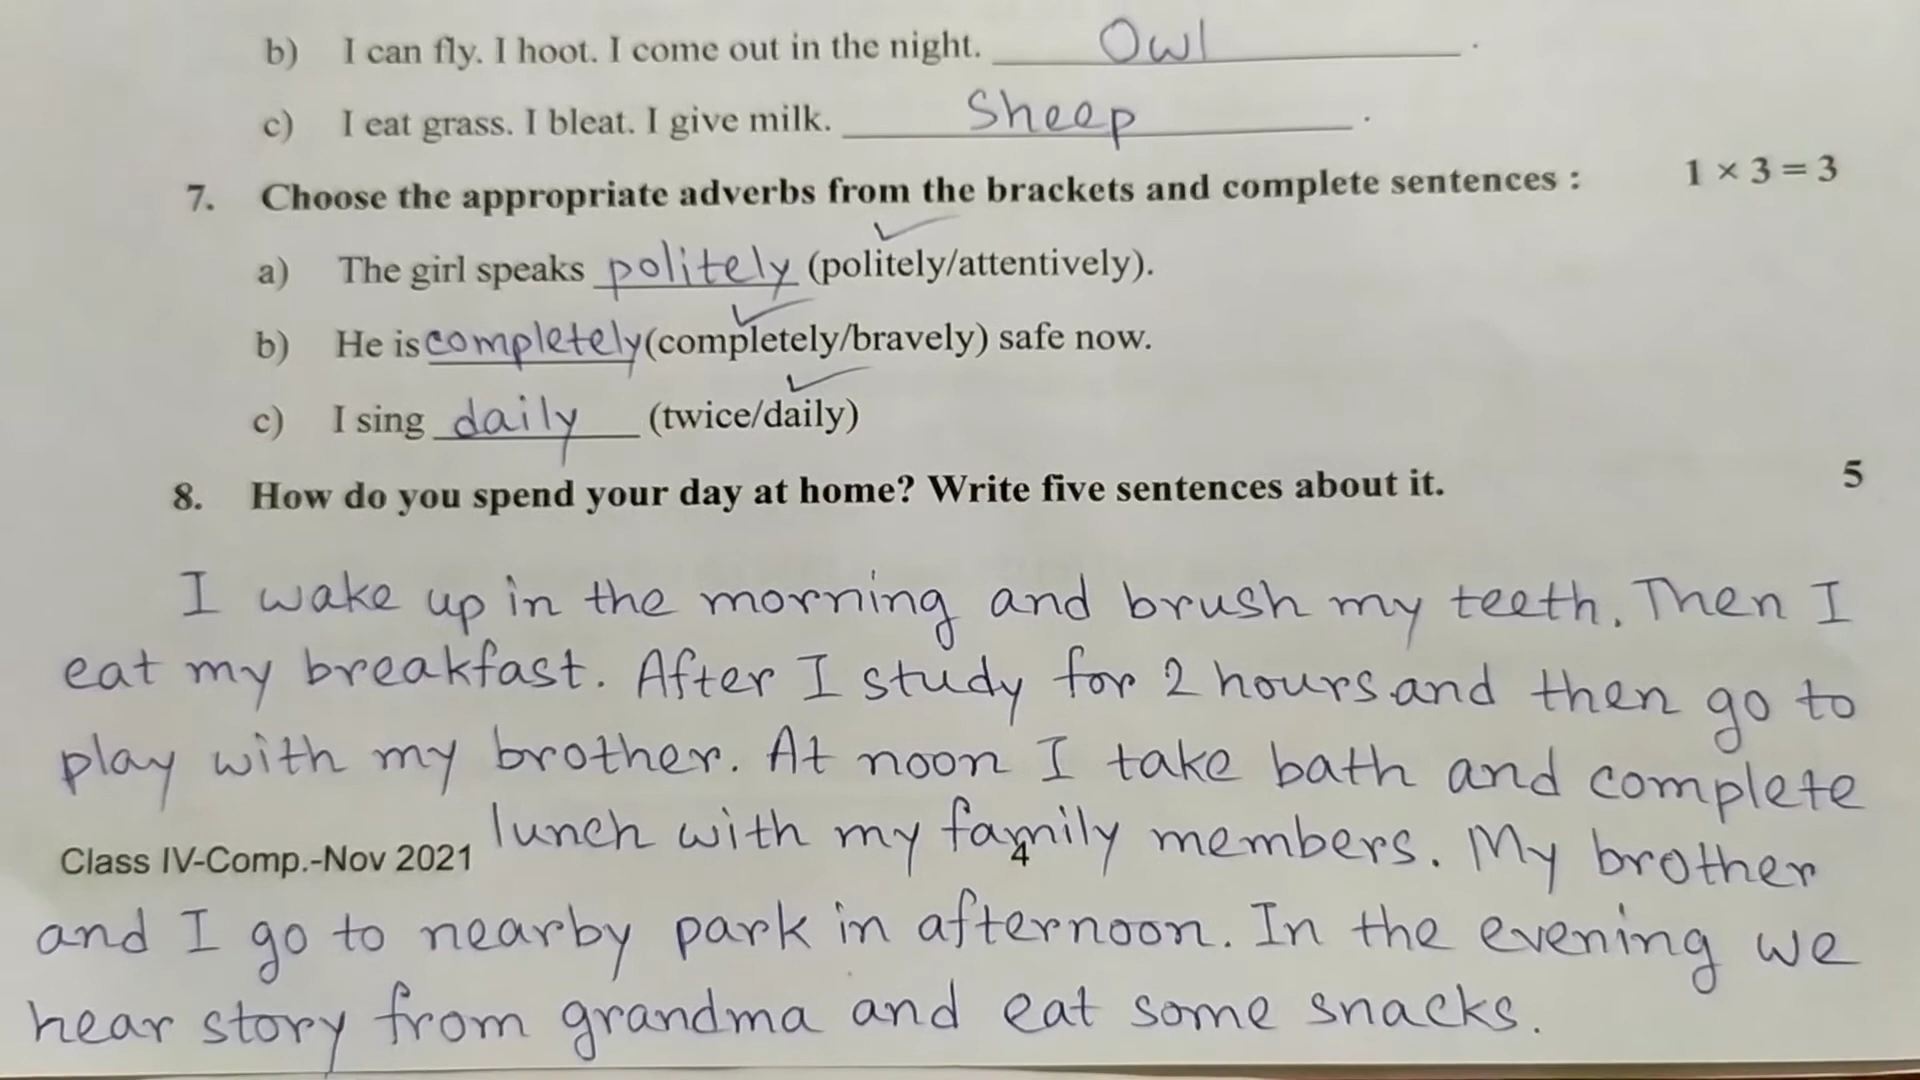 b) I can fly. I hoot. I come out in the night. Owl.
c) I eat grass. I bleat. I give milk. Sheep.
7. Choose the appropriate adverbs from the brackets and complete sentences : 1 × 3 = 3
a) The girl speaks politely (politely/attentively).
b) He is completely (completely/bravely) safe now.
c) I sing daily (twice/daily)
8. How do you spend your day at home? Write five sentences about it. 5
I wake up in the morning and brush my teeth. Then I
eat my breakfast. After I study for 2 hours and then go to
play with my brother. At noon I take bath and complete
lunch with my family members. My brother
Class IV-Comp.-Nov 2021 4
and I go to nearby park in afternoon. In the evening we
hear story from grandma and eat some snacks.